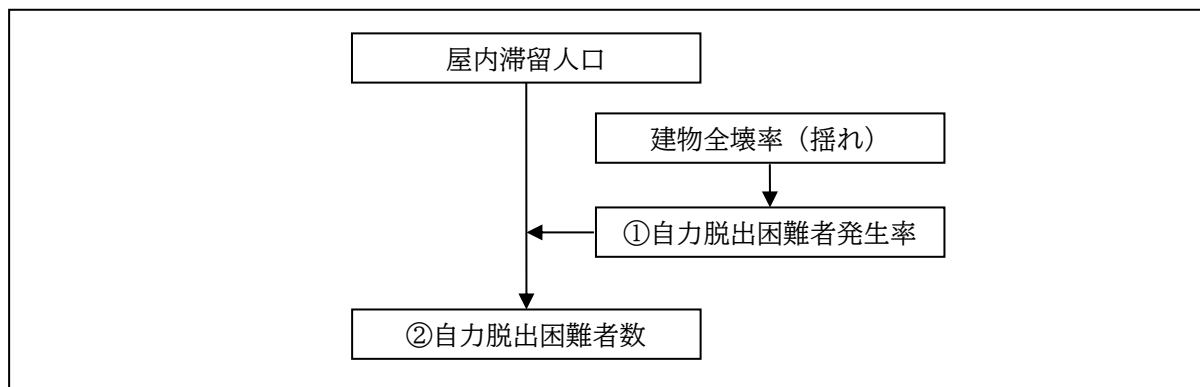 屋内滞留人口
建物全壊率（揺れ）
①自力脱出困難者発生率
②自力脱出困難者数